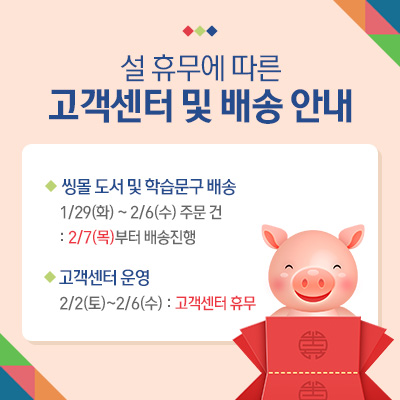 설 휴무에 따른
고객센터 및 배송 안내
씽몰 도서 및 학습문구 배송
1/29(화) ~ 2/6(수) 주문 건
: 2/7(목)부터 배송진행
고객센터 운영
2/2(토)~2/6(수) : 고객센터 휴무